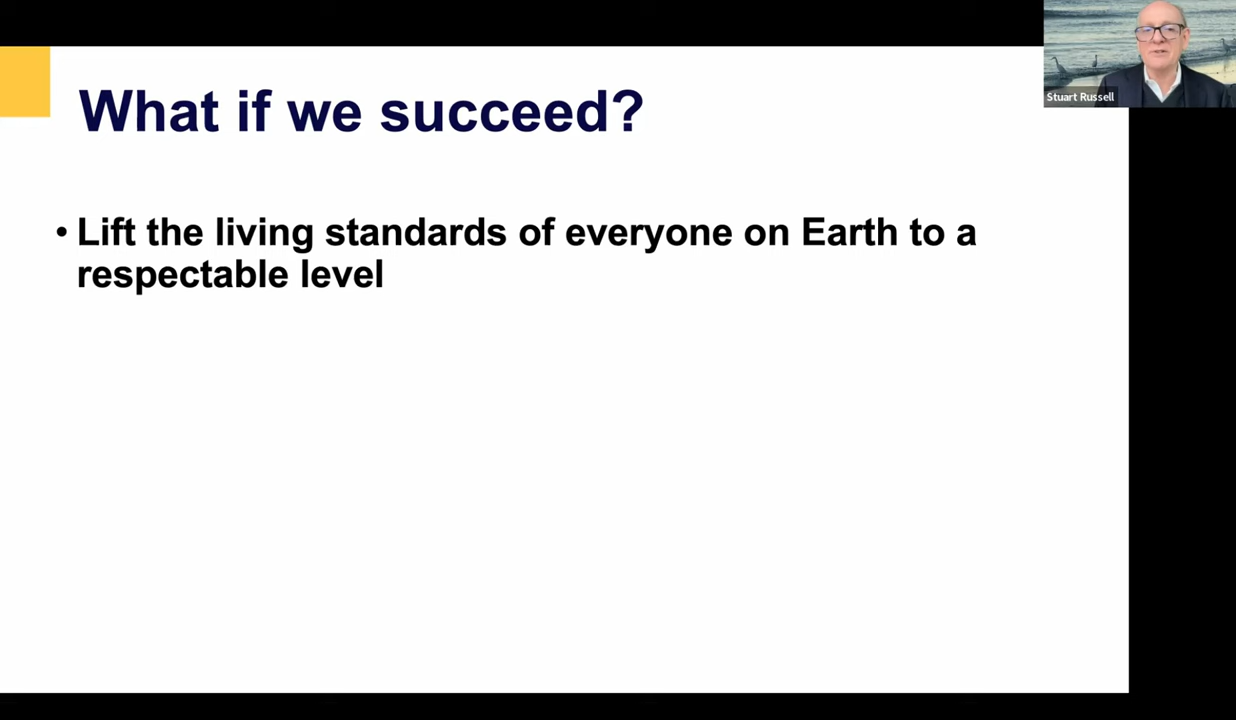 Stuart Russell
What if we succeed?
• Lift the living standards of everyone on Earth to a
respectable level